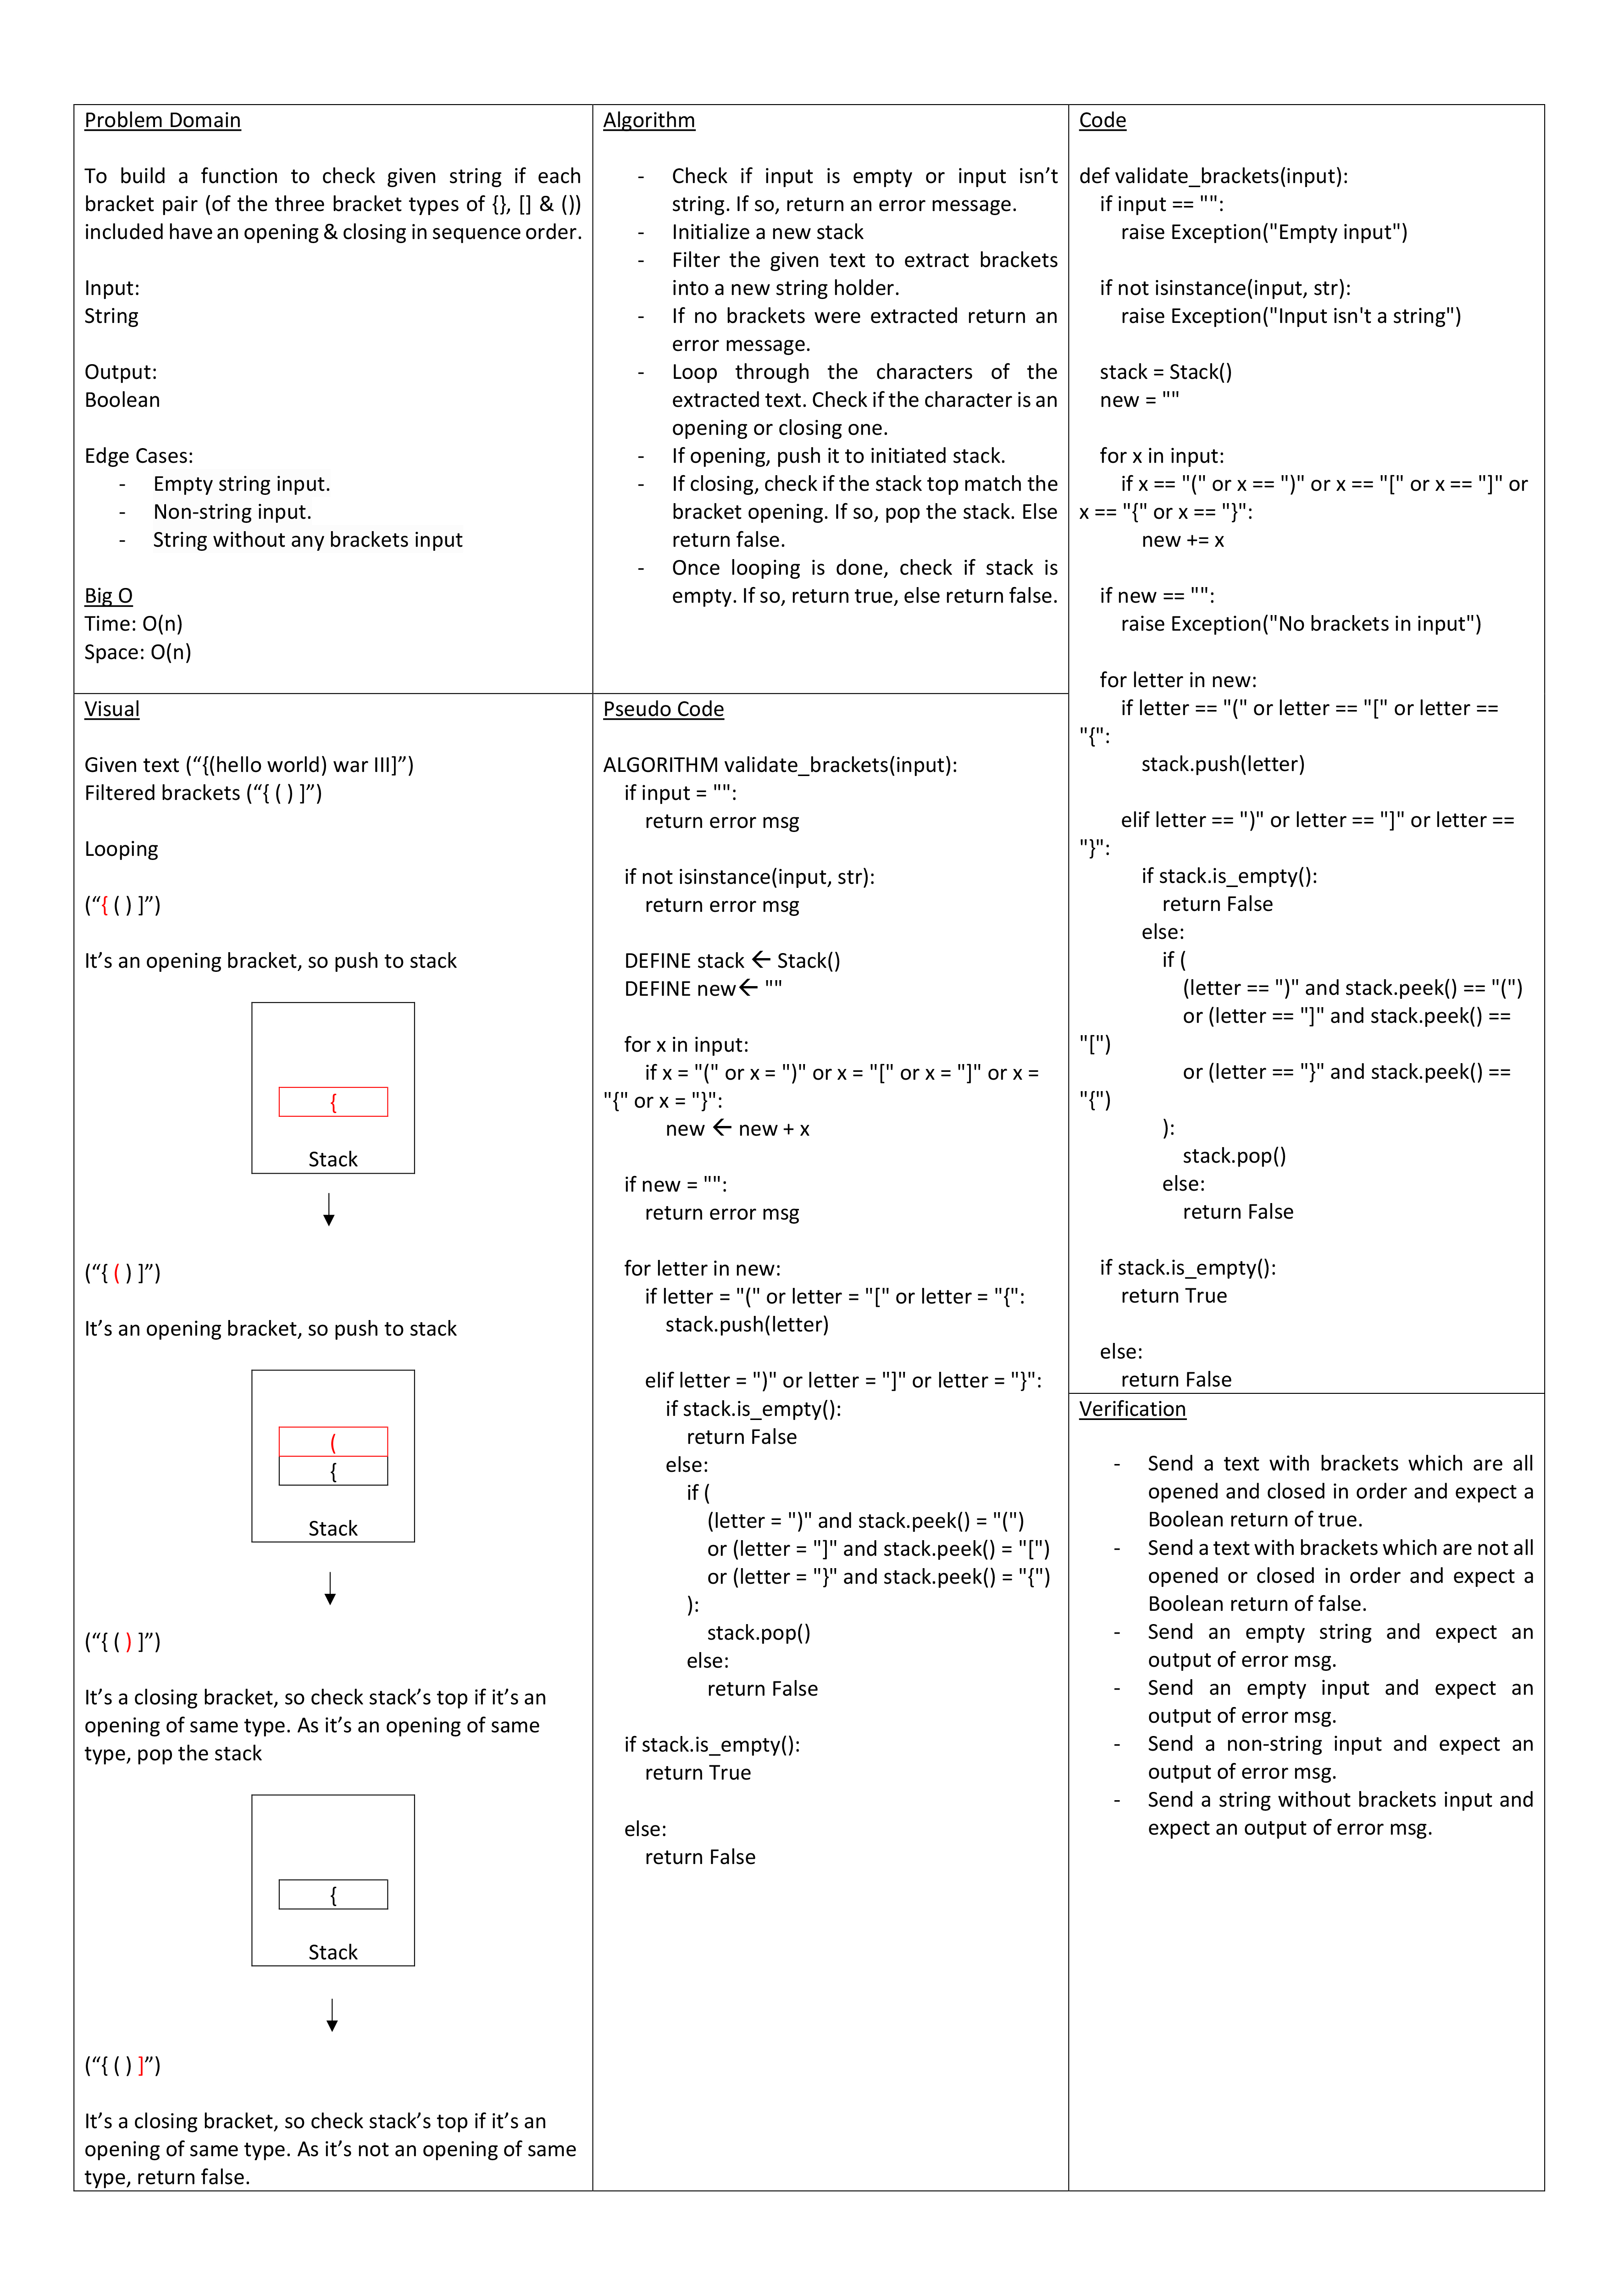 Problem Domain
To build a function to check given string if each
bracket pair (of the three bracket types of {}, [] & ())
included have an opening & closing in sequence order.
Input:
String
Output:
Boolean
Edge Cases:
- Empty string input.
- Non-string input.
- String without any brackets input
Big O
Time: O(n)
Space: O(n)
Visual
Given text (“{(hello world) war III]”)
Filtered brackets (“{ ( ) ]”)
Looping
(“{ ( ) ]”)
It’s an opening bracket, so push to stack
{
Stack
(“{ ( ) ]”)
It’s an opening bracket, so push to stack
(
{
Stack
(“{ ( ) ]”)
It’s a closing bracket, so check stack’s top if it’s an
opening of same type. As it’s an opening of same
type, pop the stack
{
Stack
(“{ ( ) ]”)
It’s a closing bracket, so check stack’s top if it’s an
opening of same type. As it’s not an opening of same
type, return false.
Algorithm
- Check if input is empty or input isn’t
string. If so, return an error message.
- Initialize a new stack
- Filter the given text to extract brackets
into a new string holder.
- If no brackets were extracted return an
error message.
- Loop through the characters of the
extracted text. Check if the character is an
opening or closing one.
- If opening, push it to initiated stack.
- If closing, check if the stack top match the
bracket opening. If so, pop the stack. Else
return false.
- Once looping is done, check if stack is
empty. If so, return true, else return false.
Pseudo Code
ALGORITHM validate_brackets(input):
if input = "":
return error msg
if not isinstance(input, str):
return error msg
DEFINE stack ← Stack()
DEFINE new← ""
for x in input:
if x = "(" or x = ")" or x = "[" or x = "]" or x =
"{" or x = "}":
new ← new + x
if new = "":
return error msg
for letter in new:
if letter = "(" or letter = "[" or letter = "{":
stack.push(letter)
elif letter = ")" or letter = "]" or letter = "}":
if stack.is_empty():
return False
else:
if (
(letter = ")" and stack.peek() = "(")
or (letter = "]" and stack.peek() = "[")
or (letter = "}" and stack.peek() = "{")
):
stack.pop()
else:
return False
if stack.is_empty():
return True
else:
return False
Code
def validate_brackets(input):
if input == "":
raise Exception("Empty input")
if not isinstance(input, str):
raise Exception("Input isn't a string")
stack = Stack()
new = ""
for x in input:
if x == "(" or x == ")" or x == "[" or x == "]" or
x == "{" or x == "}":
new += x
if new == "":
raise Exception("No brackets in input")
for letter in new:
if letter == "(" or letter == "[" or letter ==
"{":
stack.push(letter)
elif letter == ")" or letter == "]" or letter ==
"}":
if stack.is_empty():
return False
else:
if (
(letter == ")" and stack.peek() == "(")
or (letter == "]" and stack.peek() ==
"[")
or (letter == "}" and stack.peek() ==
"{")
):
stack.pop()
else:
return False
if stack.is_empty():
return True
else:
return False
Verification
- Send a text with brackets which are all
opened and closed in order and expect a
Boolean return of true.
- Send a text with brackets which are not all
opened or closed in order and expect a
Boolean return of false.
- Send an empty string and expect an
output of error msg.
- Send an empty input and expect an
output of error msg.
- Send a non-string input and expect an
output of error msg.
- Send a string without brackets input and
expect an output of error msg.